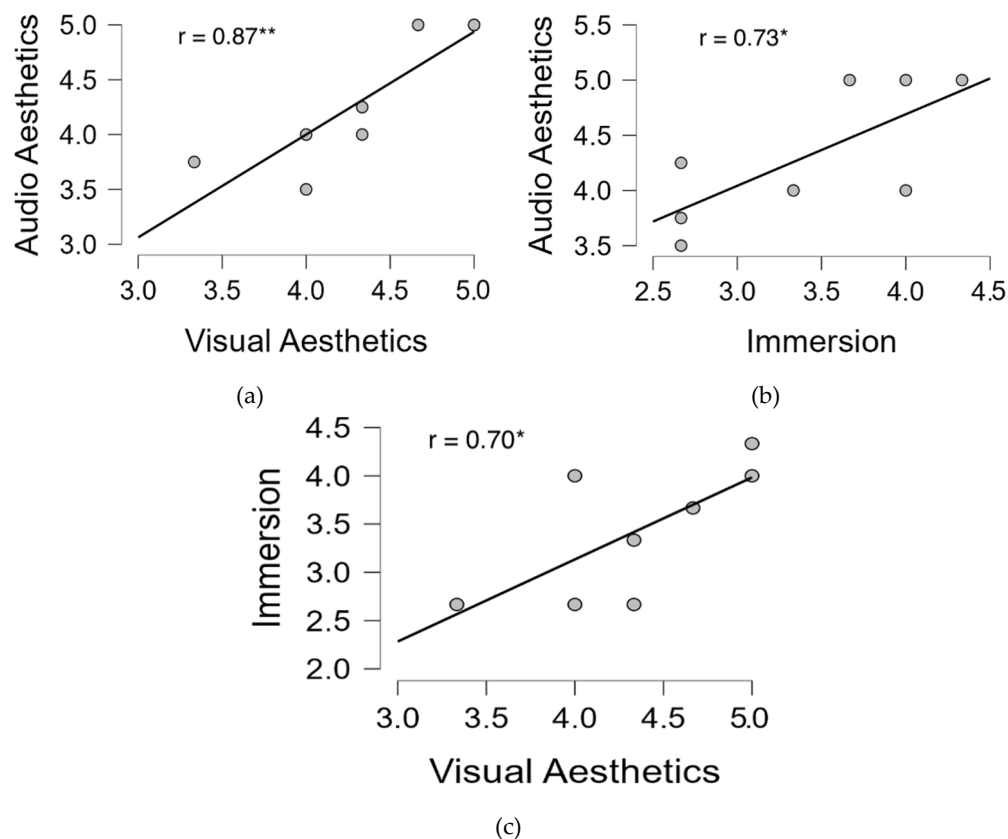 r = 0.87**
Audio Aesthetics
5.0
4.5
4.0
3.5
3.0
3.0 3.5 4.0 4.5 5.0
Visual Aesthetics
(a)
r = 0.73*
Audio Aesthetics
5.5
5.0
4.5
4.0
3.5
2.5 3.0 3.5 4.0 4.5
Immersion
(b)
r = 0.70*
Immersion
4.5
4.0
3.5
3.0
2.5
2.0
3.0 3.5 4.0 4.5 5.0
Visual Aesthetics
(c)